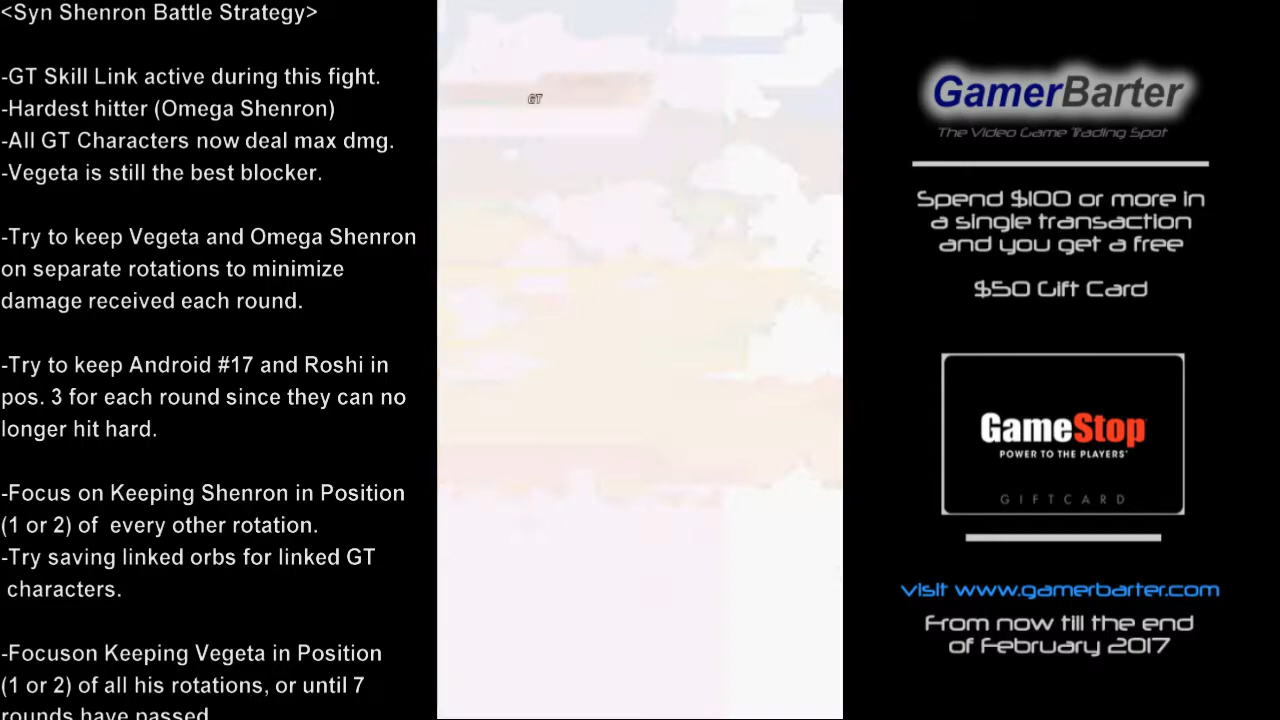 <Syn Shenron Battle Strategy>
-GT Skill Link active during this fight.
-Hardest hitter (Omega Shenron)
-All GT Characters now deal max dmg.
-Vegeta is still the best blocker.
-Try to keep Vegeta and Omega Shenron
on separate rotations to minimize
damage received each round.
-Try to keep Android #17 and Roshi in
pos. 3 for each round since they can no
longer hit hard.
-Focus on Keeping Shenron in Position
(1 or 2) of every other rotation.
-Try saving linked orbs for linked GT
characters.
-Focuson Keeping Vegeta in Position
(1 or 2) of all his rotations, or until 7
rounds have passed
GT
GamerBarter
The Video Game Trading Spot
Spend $100 or more in
a single transaction
and you get a free
$50 Gift Card
GameStop
POWER TO THE PLAYERS
GIFTCARD
visit www.gamerbarter.com
From now till the end
of February 2017